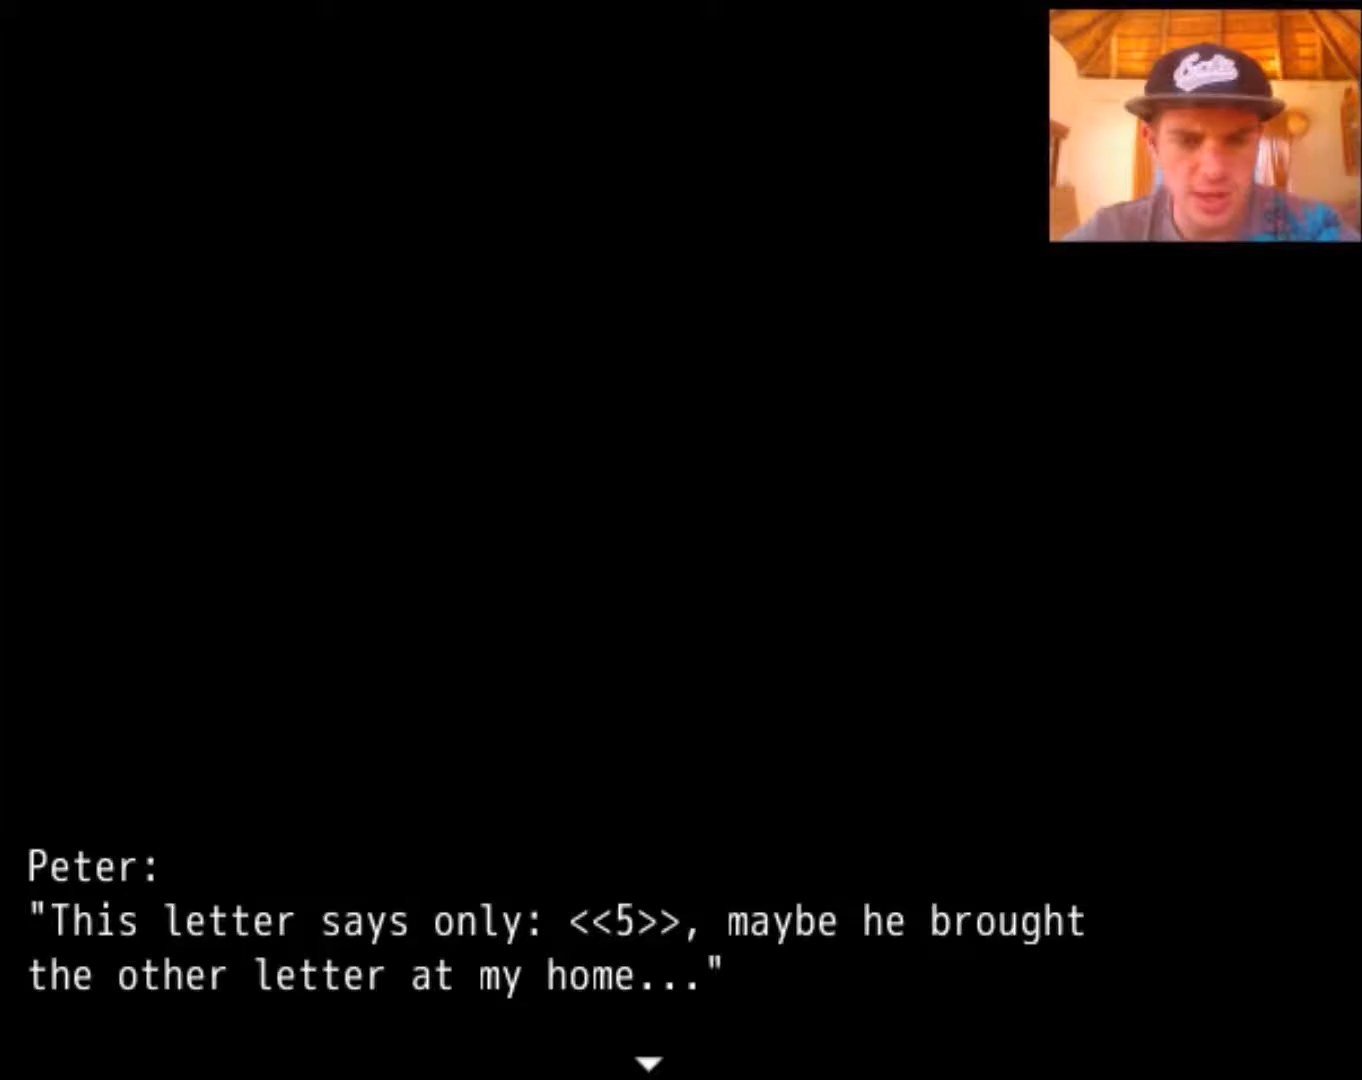 Peter:
"This letter says only: <<5>>, maybe he brought
the other letter at my home..."